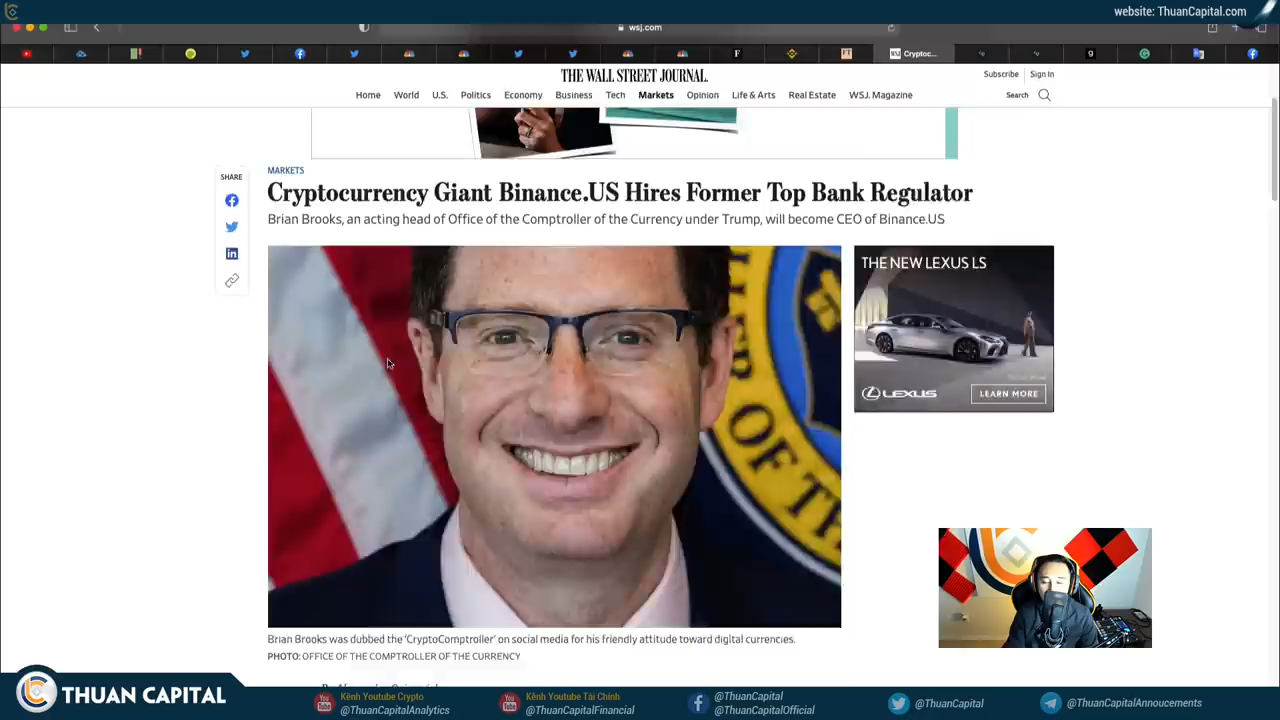 website: ThuanCapital.com
wsj.com
Cryptoc...
THE WALL STREET JOURNAL.
Subscribe
Sign In
Home World U.S. Politics Economy Business Tech Markets Opinion Life & Arts Real Estate WSJ. Magazine
Search
SHARE
MARKETS
Cryptocurrency Giant Binance.US Hires Former Top Bank Regulator
Brian Brooks, an acting head of Office of the Comptroller of the Currency under Trump, will become CEO of Binance.US
THE NEW LEXUS LS
LEXUS
LEARN MORE
OF TH
Brian Brooks was dubbed the 'CryptoComptroller' on social media for his friendly attitude toward digital currencies.
PHOTO: OFFICE OF THE COMPTROLLER OF THE CURRENCY
THUAN CAPITAL
Kênh Youtube Crypto
@ThuanCapitalAnalytics
Kênh Youtube Tài Chính
@ThuanCapitalFinancial
@ThuanCapital
@ThuanCapitalOfficial
@ThuanCapital
@ThuanCapitalAnnoucements